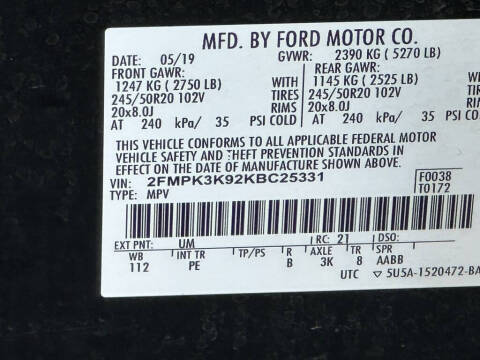 MFD. BY FORD MOTOR CO.
DATE: 05/19 GVWR: 2390 KG ( 5270 LB)
FRONT GAWR: REAR GAWR:
1247 KG ( 2750 LB) WITH 1145 KG ( 2525 LB)
245/50R20 102V TIRES 245/50R20 102V
20x8.0J RIMS 20x8.0J
AT 240 kPa/ 35 PSI COLD AT 240 kPa/ 35 PSI CO
THIS VEHICLE CONFORMS TO ALL APPLICABLE FEDERAL MOTOR
VEHICLE SAFETY AND THEFT PREVENTION STANDARDS IN
EFFECT ON THE DATE OF MANUFACTURE SHOWN ABOVE.
VIN: 2FMPK3K92KBC25331 F0038
TYPE: MPV T0172
EXT PNT: UM RC: 21 DSO:
WB INT TR TP/PS R AXLE TR SPR
112 PE B 3K 8 AABB
UTC ▽ 5U5A-1520472-BA